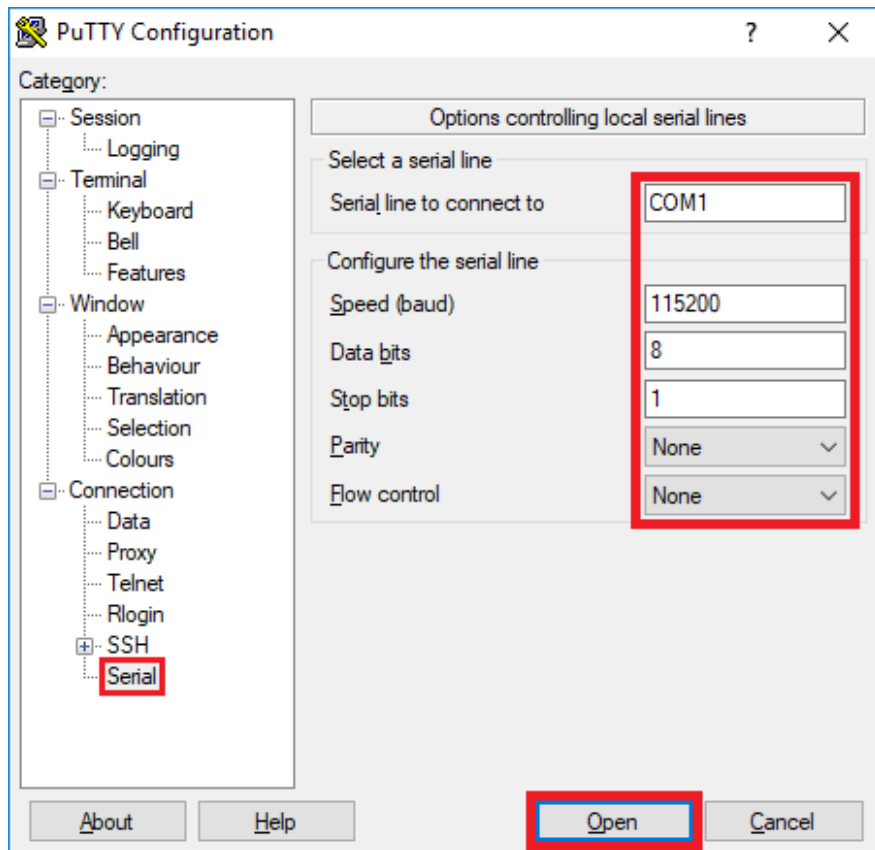 PuTTY Configuration
?
Category:
Session
Logging
Terminal
Keyboard
Bell
Features
Window
Appearance
Behaviour
Translation
Selection
Colours
Connection
Data
Proxy
Telnet
Rlogin
SSH
Serial
Options controlling local serial lines
Select a serial line
Serial line to connect to COM1
Configure the serial line
Speed (baud) 115200
Data bits 8
Stop bits 1
Parity None
Flow control None
About Help Open Cancel